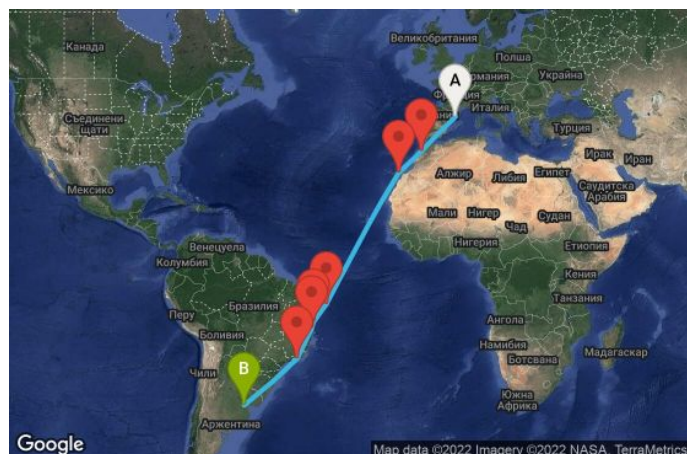 Великобритания
Канада
Полша
Германия
Украйна
A
Франция
Италия
Съединени
щати
Турция
Ирак
Иран
Мексико
Алжир
Либия
Египет
Саудитска
Арабия
Мали
Нигер
Судан
Чад
Нигерия
Венецуела
Етиопия
Колумбия
Кения
Бразилия
Танзания
Перу
Боливия
Ангола
Намибия
Мадагаскар
Ботсвана
B
Чили
Южна
Африка
Аржентина
Google
Map data ©2022 Imagery ©2022 NASA, TerraMetrics